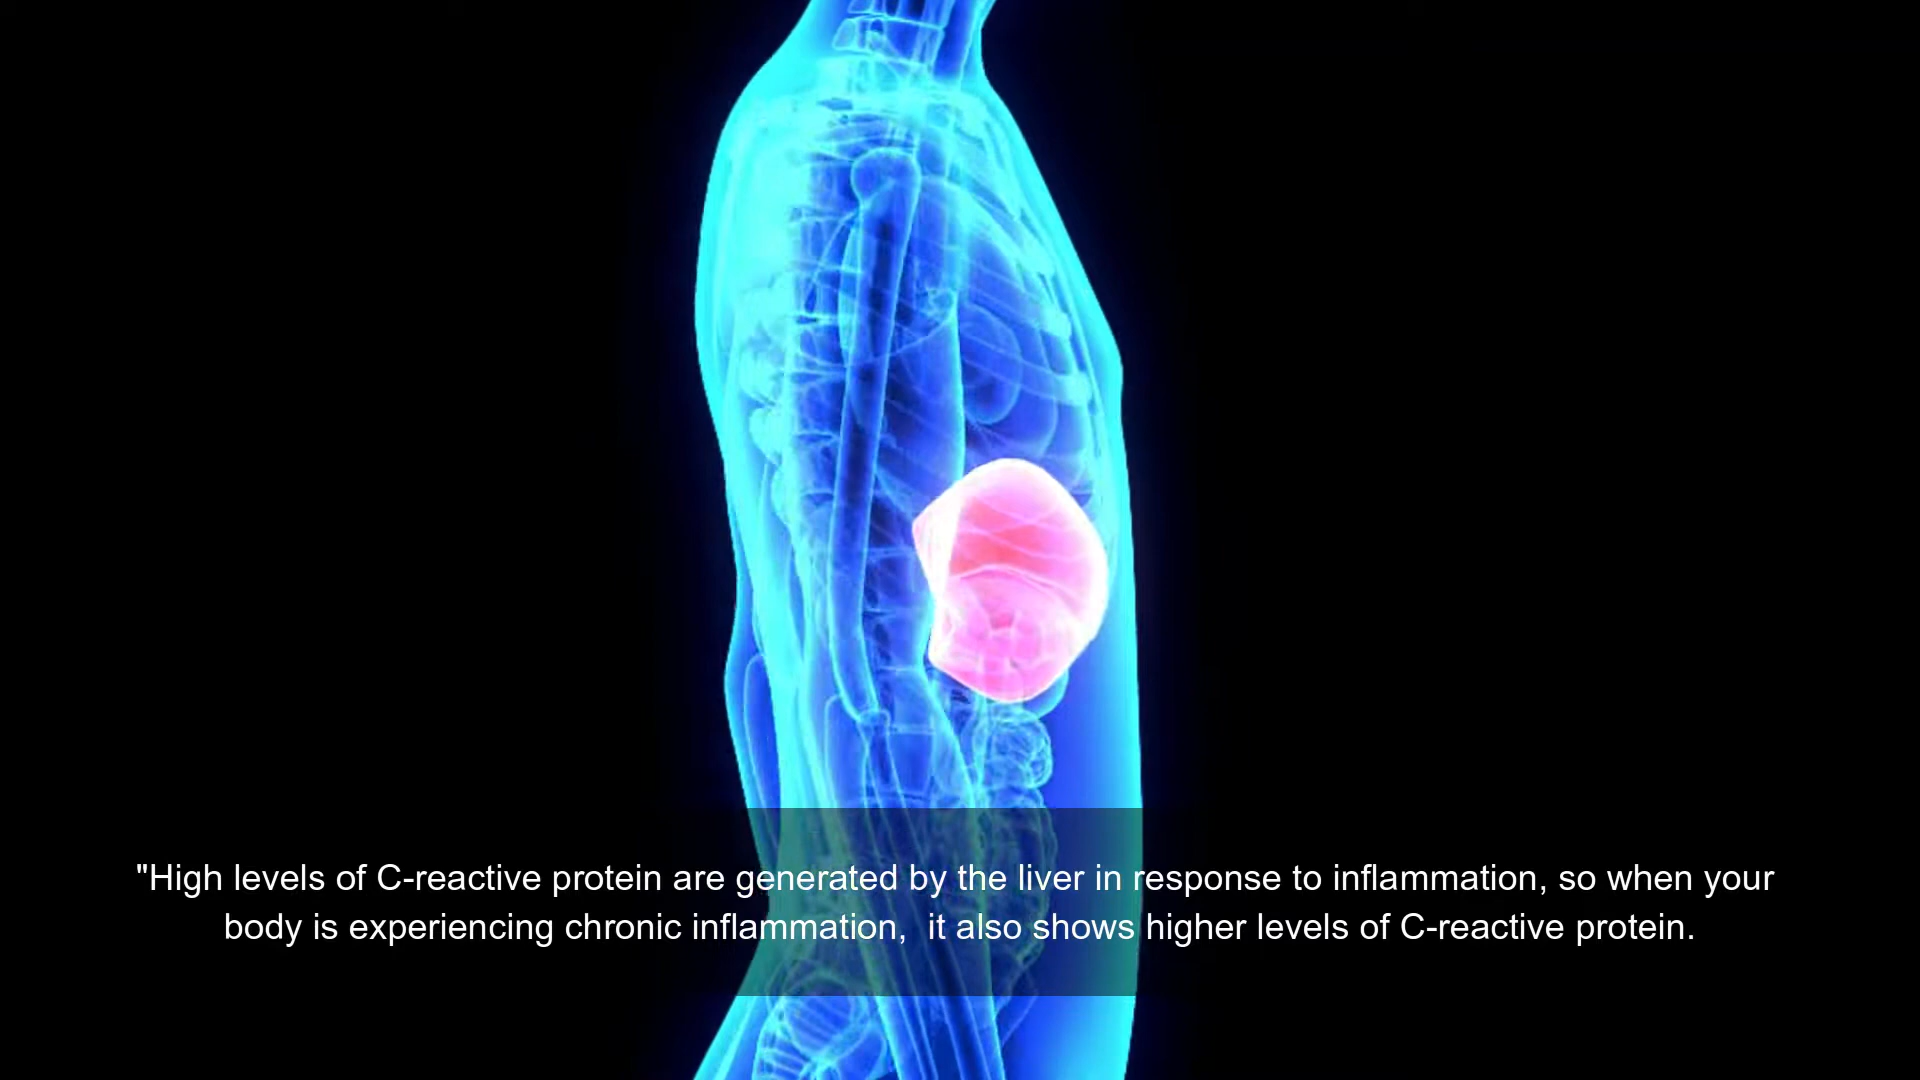 "High levels of C-reactive protein are generated by the liver in response to inflammation, so when your
body is experiencing chronic inflammation,  it also shows higher levels of C-reactive protein.